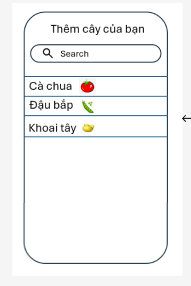 Thêm cây của bạn
Search
Cà chua
Đậu bắp
Khoai tây